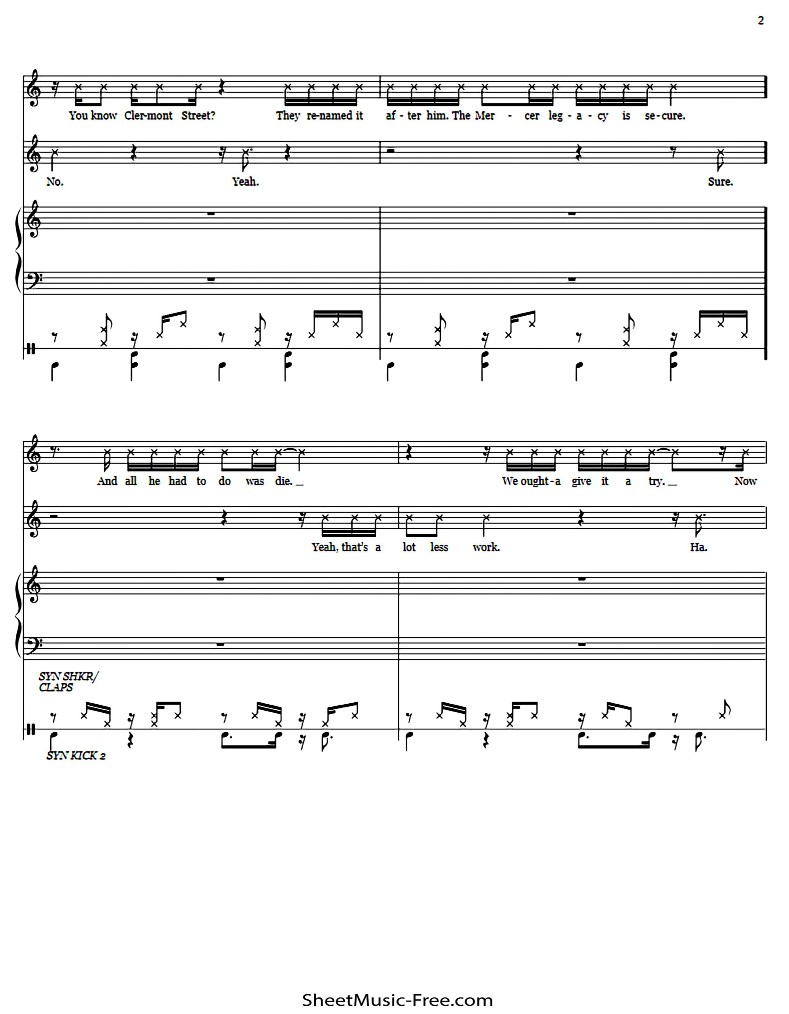 2
You know Cler-mont Street? They re-named it af - ter him. The Mer - cer leg - a - cy is se - cure.
No. Yeah. Sure.
And all he had to do was die. We ought - a give it a try. Now
Yeah, that's a lot less work. Ha.
SYN SHKR/
CLAPS
SYN KICK 2
SheetMusic-Free.com